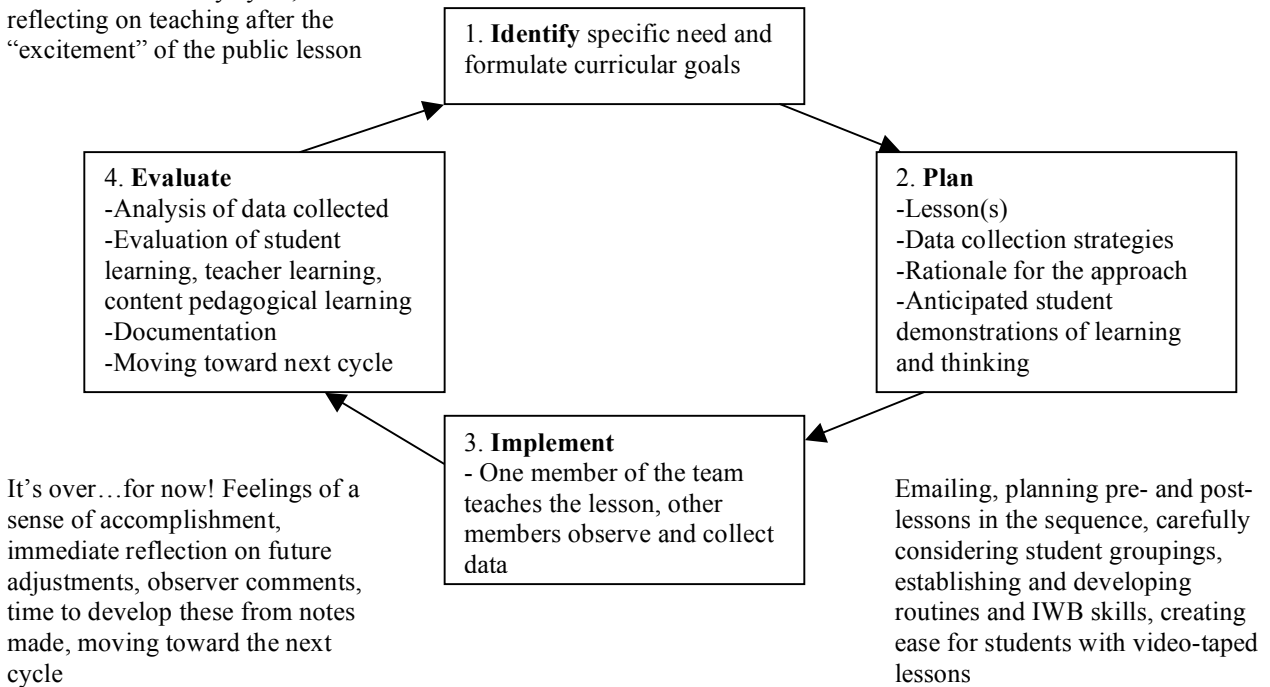 reflecting on teaching after the
“excitement” of the public lesson
1. Identify specific need and
formulate curricular goals
2. Plan
-Lesson(s)
-Data collection strategies
-Rationale for the approach
-Anticipated student
demonstrations of learning
and thinking
3. Implement
- One member of the team
teaches the lesson, other
members observe and collect
data
4. Evaluate
-Analysis of data collected
-Evaluation of student
learning, teacher learning,
content pedagogical learning
-Documentation
-Moving toward next cycle
It’s over…for now! Feelings of a
sense of accomplishment,
immediate reflection on future
adjustments, observer comments,
time to develop these from notes
made, moving toward the next
cycle
Emailing, planning pre- and post-
lessons in the sequence, carefully
considering student groupings,
establishing and developing
routines and IWB skills, creating
ease for students with video-taped
lessons